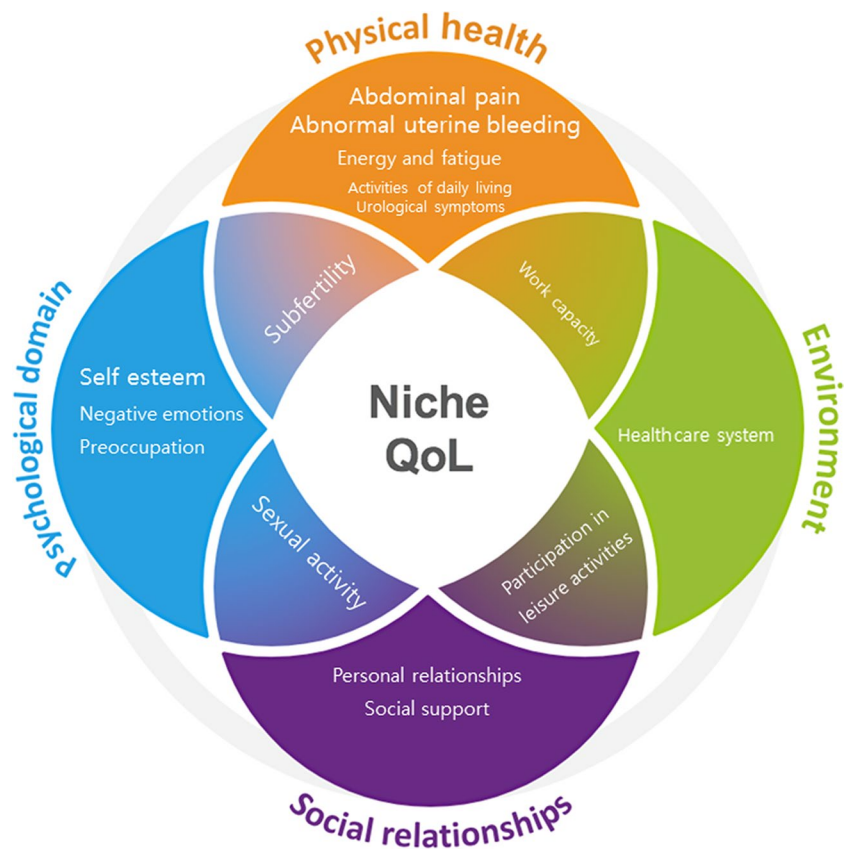 Physical health
Abdominal pain
Abnormal uterine bleeding
Energy and fatigue
Activities of daily living
Urological symptoms
Subfertility
Work capacity
Psychological domain
Self esteem
Negative emotions
Preoccupation
Niche
QoL
Environment
Healthcare system
Sexual activity
Participation in
leisure activities
Personal relationships
Social support
Social relationships